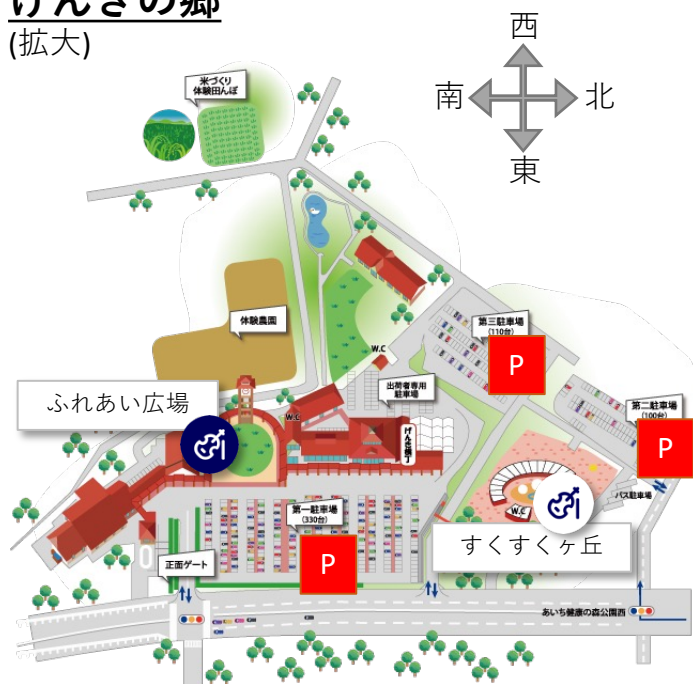 げんきの郷
(拡大)
西
南
北
東
米づくり
体験田んぼ
体験農園
W.C
第三駐車場
(110台)
P
出荷者専用
駐車場
ふれあい広場
W.C
げんき横丁
第二駐車場
(100台)
P
バス駐車場
W.C
第一駐車場
(330台)
P
すくすくヶ丘
正面ゲート
あいち健康の森公園西